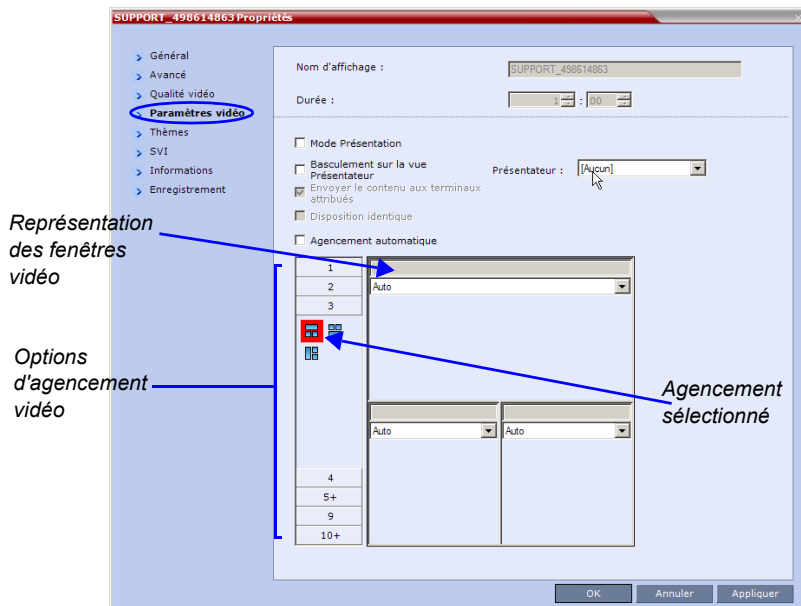 SUPPORT_498614863 Propriétés
Général
Avancé
Qualité vidéo
Paramètres vidéo
Thèmes
SVI
Informations
Enregistrement
Nom d'affichage :
SUPPORT_498614863
Durée :
1 : 00
Mode Présentation
Basculement sur la vue
Présentateur
Présentateur :
[Aucun]
Envoyer le contenu aux terminaux
attribués
Disposition identique
Agencement automatique
Représentation
des fenêtres
vidéo
Options
d'agencement
vidéo
Agencement
sélectionné
1
2
3
4
5+
9
10+
Auto
Auto
Auto
OK
Annuler
Appliquer